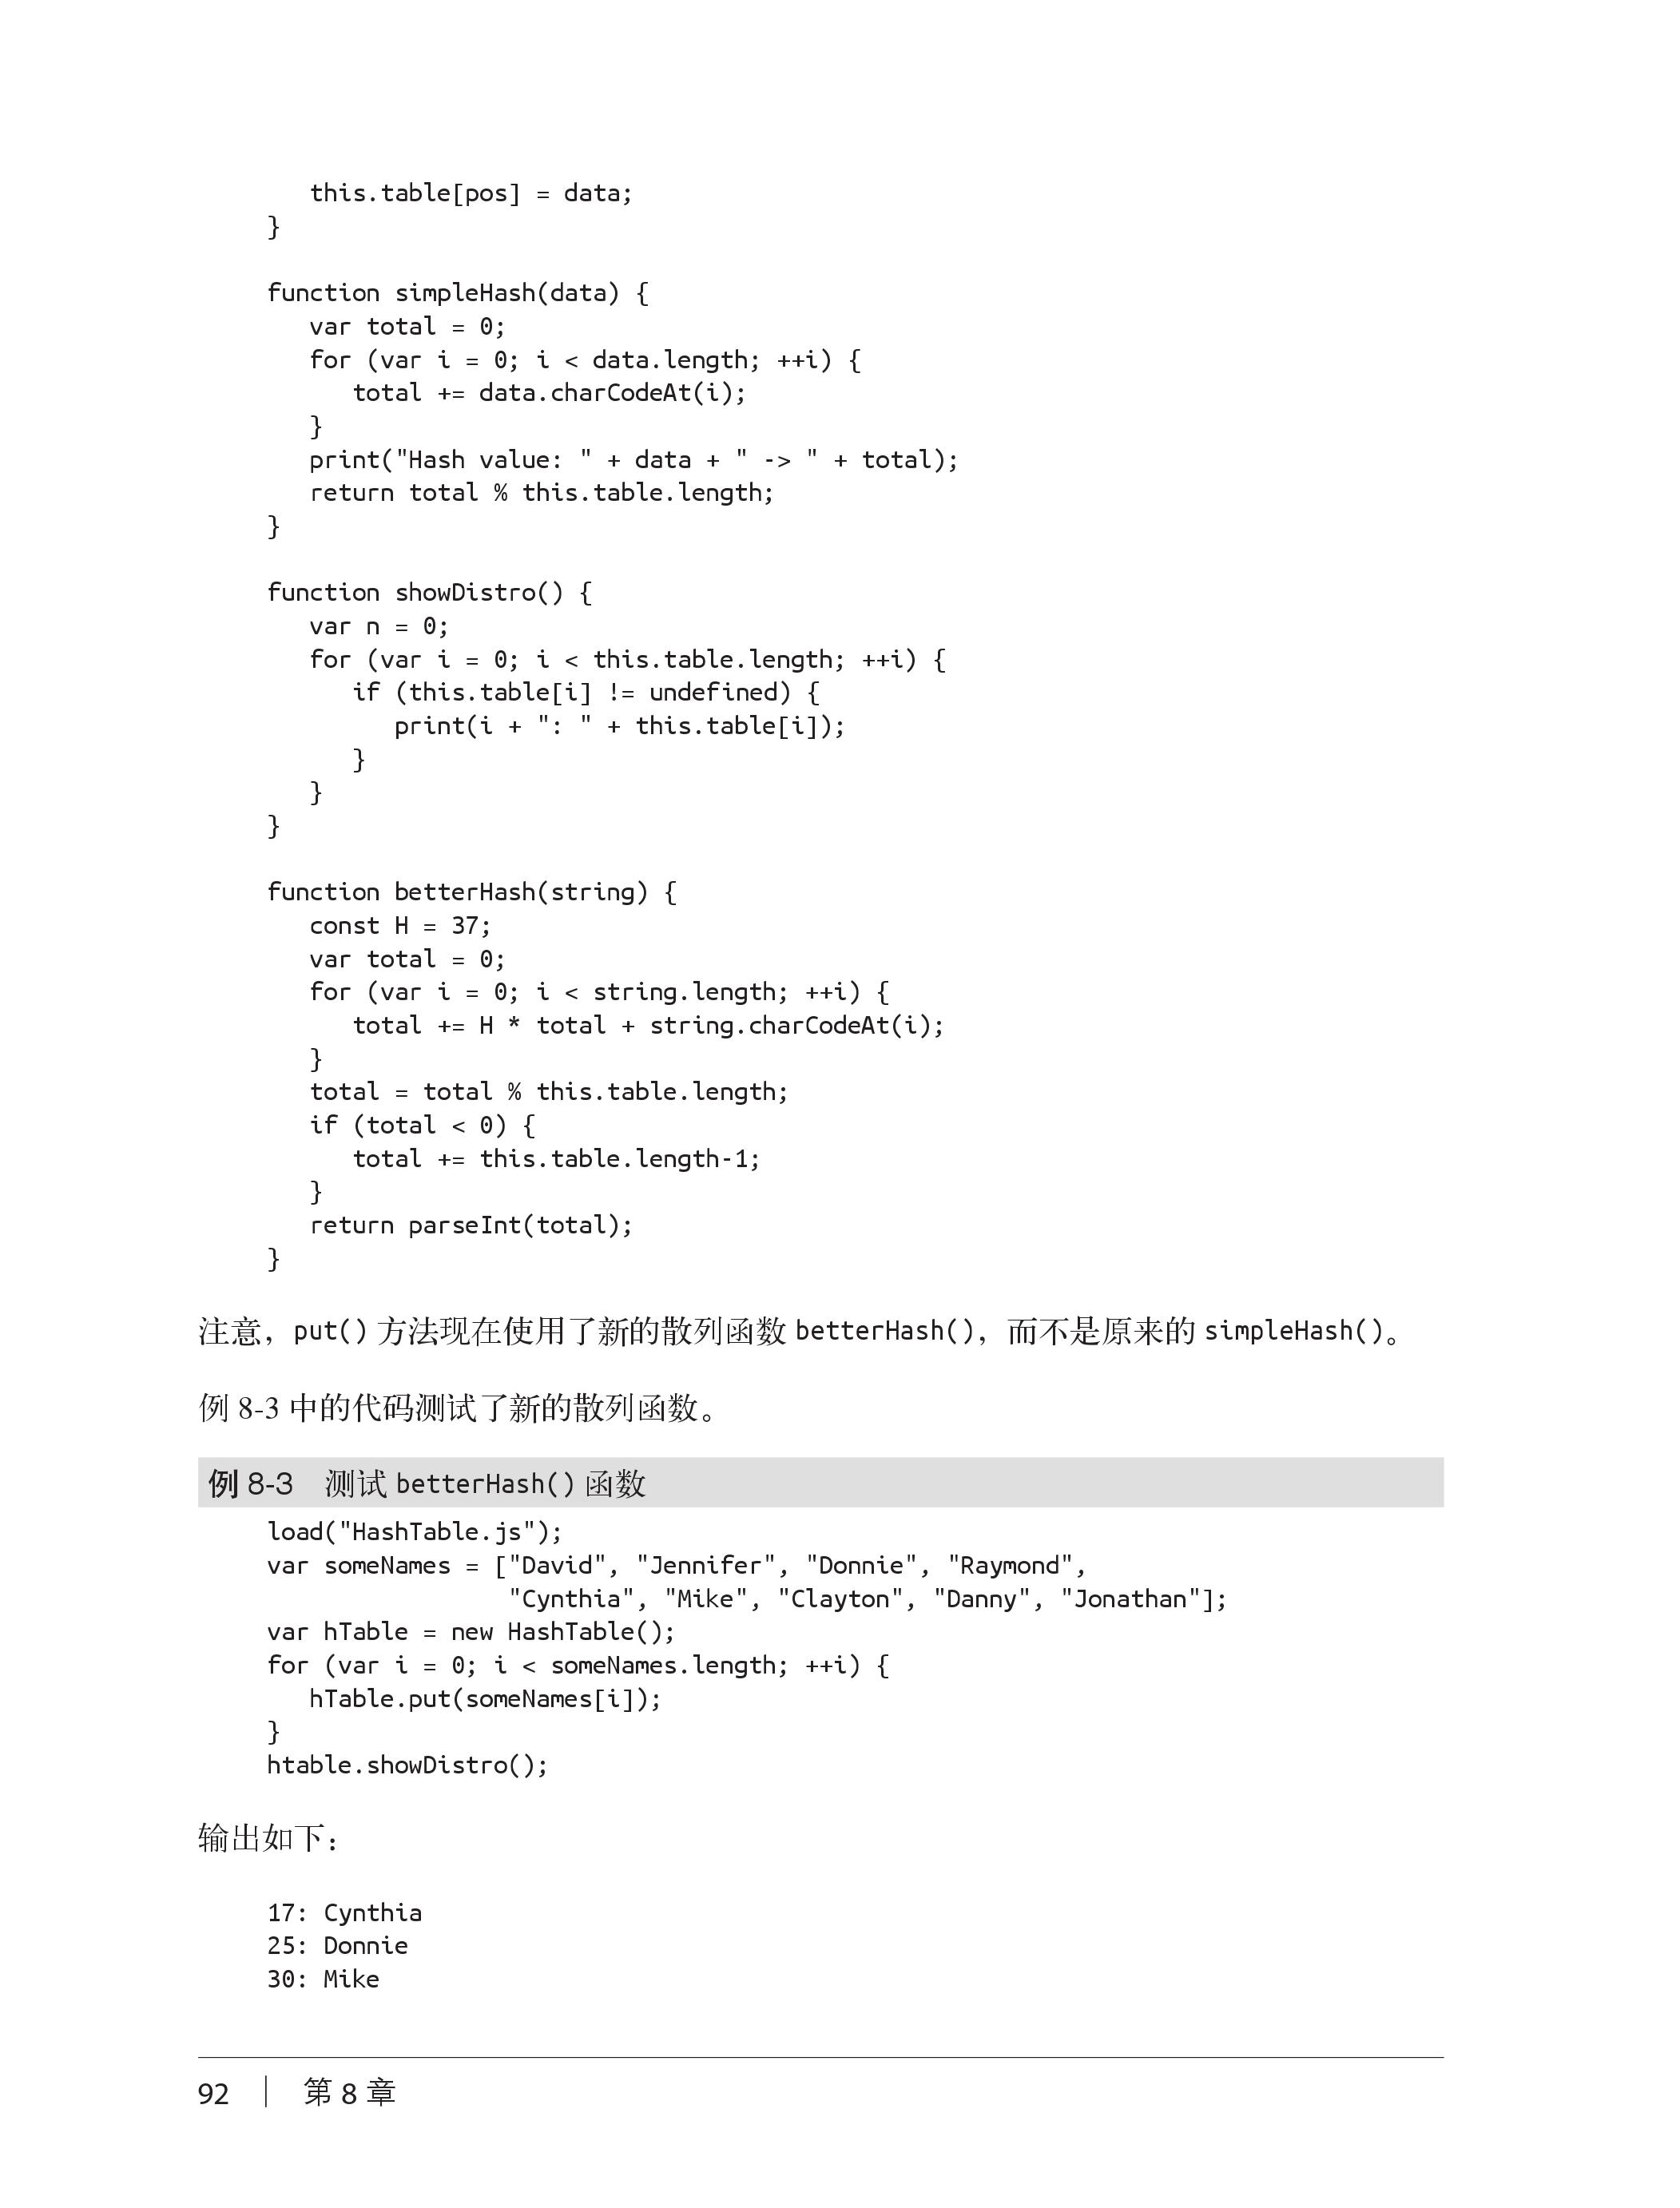 this.table[pos] = data;
}
function simpleHash(data) {
   var total = 0;
   for (var i = 0; i < data.length; ++i) {
      total += data.charCodeAt(i);
   }
   print("Hash value: " + data + " -> " + total);
   return total % this.table.length;
}
function showDistro() {
   var n = 0;
   for (var i = 0; i < this.table.length; ++i) {
      if (this.table[i] != undefined) {
         print(i + ": " + this.table[i]);
      }
   }
}
function betterHash(string) {
   const H = 37;
   var total = 0;
   for (var i = 0; i < string.length; ++i) {
      total += H * total + string.charCodeAt(i);
   }
   total = total % this.table.length;
   if (total < 0) {
      total += this.table.length-1;
   }
   return parseInt(total);
}
注意，put() 方法现在使用了新的散列函数 betterHash()，而不是原来的 simpleHash()。
例 8-3 中的代码测试了新的散列函数。
例 8-3　测试 betterHash() 函数
load("HashTable.js");
var someNames = ["David", "Jennifer", "Donnie", "Raymond",
                 "Cynthia", "Mike", "Clayton", "Danny", "Jonathan"];
var hTable = new HashTable();
for (var i = 0; i < someNames.length; ++i) {
   hTable.put(someNames[i]);
}
htable.showDistro();
输出如下：
17: Cynthia
25: Donnie
30: Mike
92 ｜ 第 8 章